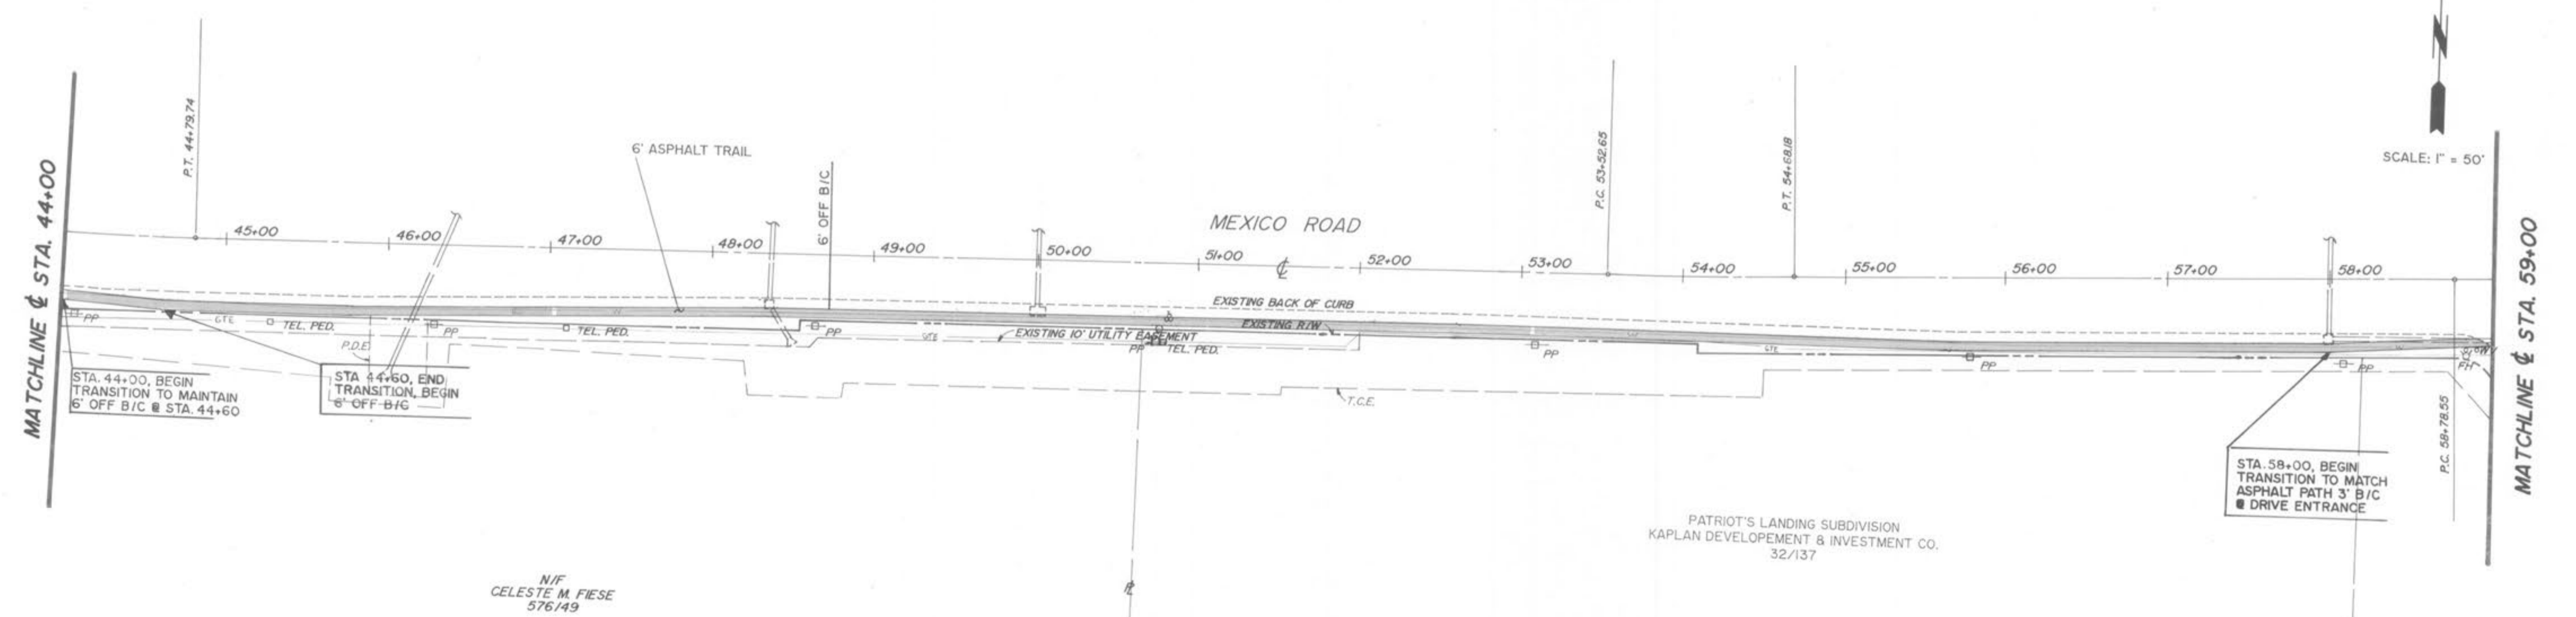 N
SCALE: 1" = 50'
MATCHLINE ℄ STA. 44+00
P.T. 44+79.74
6' ASPHALT TRAIL
6' OFF B/C
MEXICO ROAD
P.C. 53+52.65
P.T. 54+68.18
MATCHLINE ℄ STA. 59+00
45+00
46+00
47+00
48+00
49+00
50+00
51+00
℄
52+00
53+00
54+00
55+00
56+00
57+00
58+00
EXISTING BACK OF CURB
EXISTING R/W
EXISTING 10' UTILITY EASEMENT
PP
GTE
TEL. PED.
P.D.E.
PP
TEL. PED.
PP
GTE
PP
TEL. PED.
PP
GTE
PP
PP
FH
T.C.E.
STA. 44+00, BEGIN
TRANSITION TO MAINTAIN
6' OFF B/C @ STA. 44+60
STA 44+60, END
TRANSITION, BEGIN
6' OFF B/C
P.C. 58+78.55
STA. 58+00, BEGIN
TRANSITION TO MATCH
ASPHALT PATH 3' B/C
@ DRIVE ENTRANCE
PATRIOT'S LANDING SUBDIVISION
KAPLAN DEVELOPEMENT & INVESTMENT CO.
32/137
N/F
CELESTE M. FIESE
576/49
℄